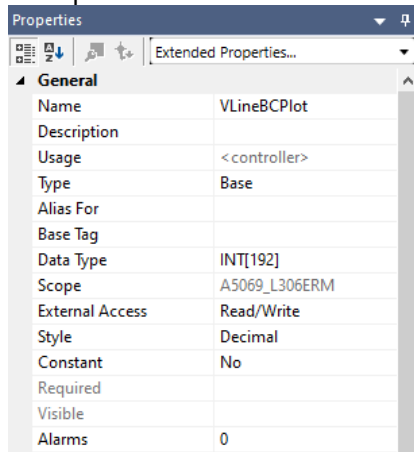 Properties
Extended Properties...
General
Name VLineBCPlot
Description
Usage <controller>
Type Base
Alias For
Base Tag
Data Type INT[192]
Scope A5069_L306ERM
External Access Read/Write
Style Decimal
Constant No
Required
Visible
Alarms 0